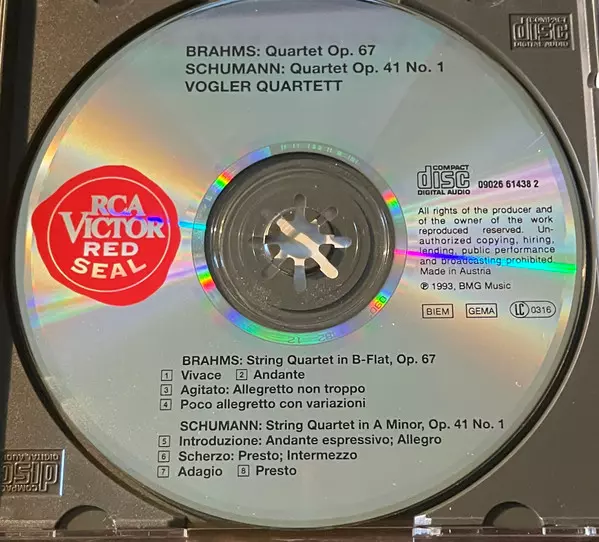 COMPACT
disc
DIGITAL AUDIO
BRAHMS: Quartet Op. 67
SCHUMANN: Quartet Op. 41 No. 1
VOGLER QUARTETT
RCA
VICTOR
RED
SEAL
COMPACT
disc
DIGITAL AUDIO
09026 61438 2
All rights of the producer and
of the owner of the work
reproduced reserved. Un-
authorized copying, hiring,
lending, public performance
and broadcasting prohibited.
Made in Austria
℗ 1993, BMG Music
BIEM GEMA LC 0316
BRAHMS: String Quartet in B-Flat, Op. 67
1 Vivace 2 Andante
3 Agitato: Allegretto non troppo
4 Poco allegretto con variazioni
SCHUMANN: String Quartet in A Minor, Op. 41 No. 1
5 Introduzione: Andante espressivo; Allegro
6 Scherzo: Presto; Intermezzo
7 Adagio 8 Presto
disc
COMPACT